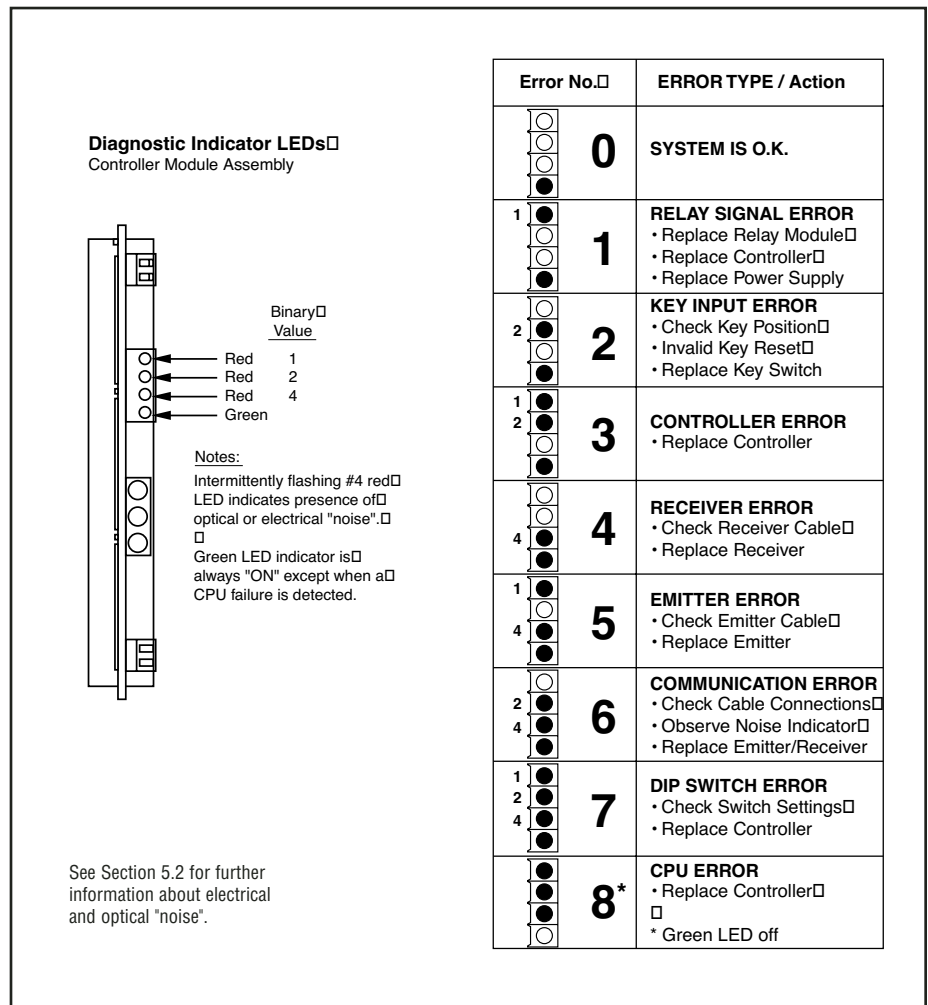 Diagnostic Indicator LEDs□
Controller Module Assembly
Binary□
Value
Red 1
Red 2
Red 4
Green
Notes:
Intermittently flashing #4 red□
LED indicates presence of□
optical or electrical "noise".□
□
Green LED indicator is□
always "ON" except when a□
CPU failure is detected.
See Section 5.2 for further
information about electrical
and optical "noise".
Error No.□ ERROR TYPE / Action
0 SYSTEM IS O.K.
1
1 RELAY SIGNAL ERROR
• Replace Relay Module□
• Replace Controller□
• Replace Power Supply
2
2 KEY INPUT ERROR
• Check Key Position□
• Invalid Key Reset□
• Replace Key Switch
1
2
3 CONTROLLER ERROR
• Replace Controller
4
4 RECEIVER ERROR
• Check Receiver Cable□
• Replace Receiver
1
4
5 EMITTER ERROR
• Check Emitter Cable□
• Replace Emitter
2
4
6 COMMUNICATION ERROR
• Check Cable Connections□
• Observe Noise Indicator□
• Replace Emitter/Receiver
1
2
4
7 DIP SWITCH ERROR
• Check Switch Settings□
• Replace Controller
8* CPU ERROR
• Replace Controller□
□
* Green LED off